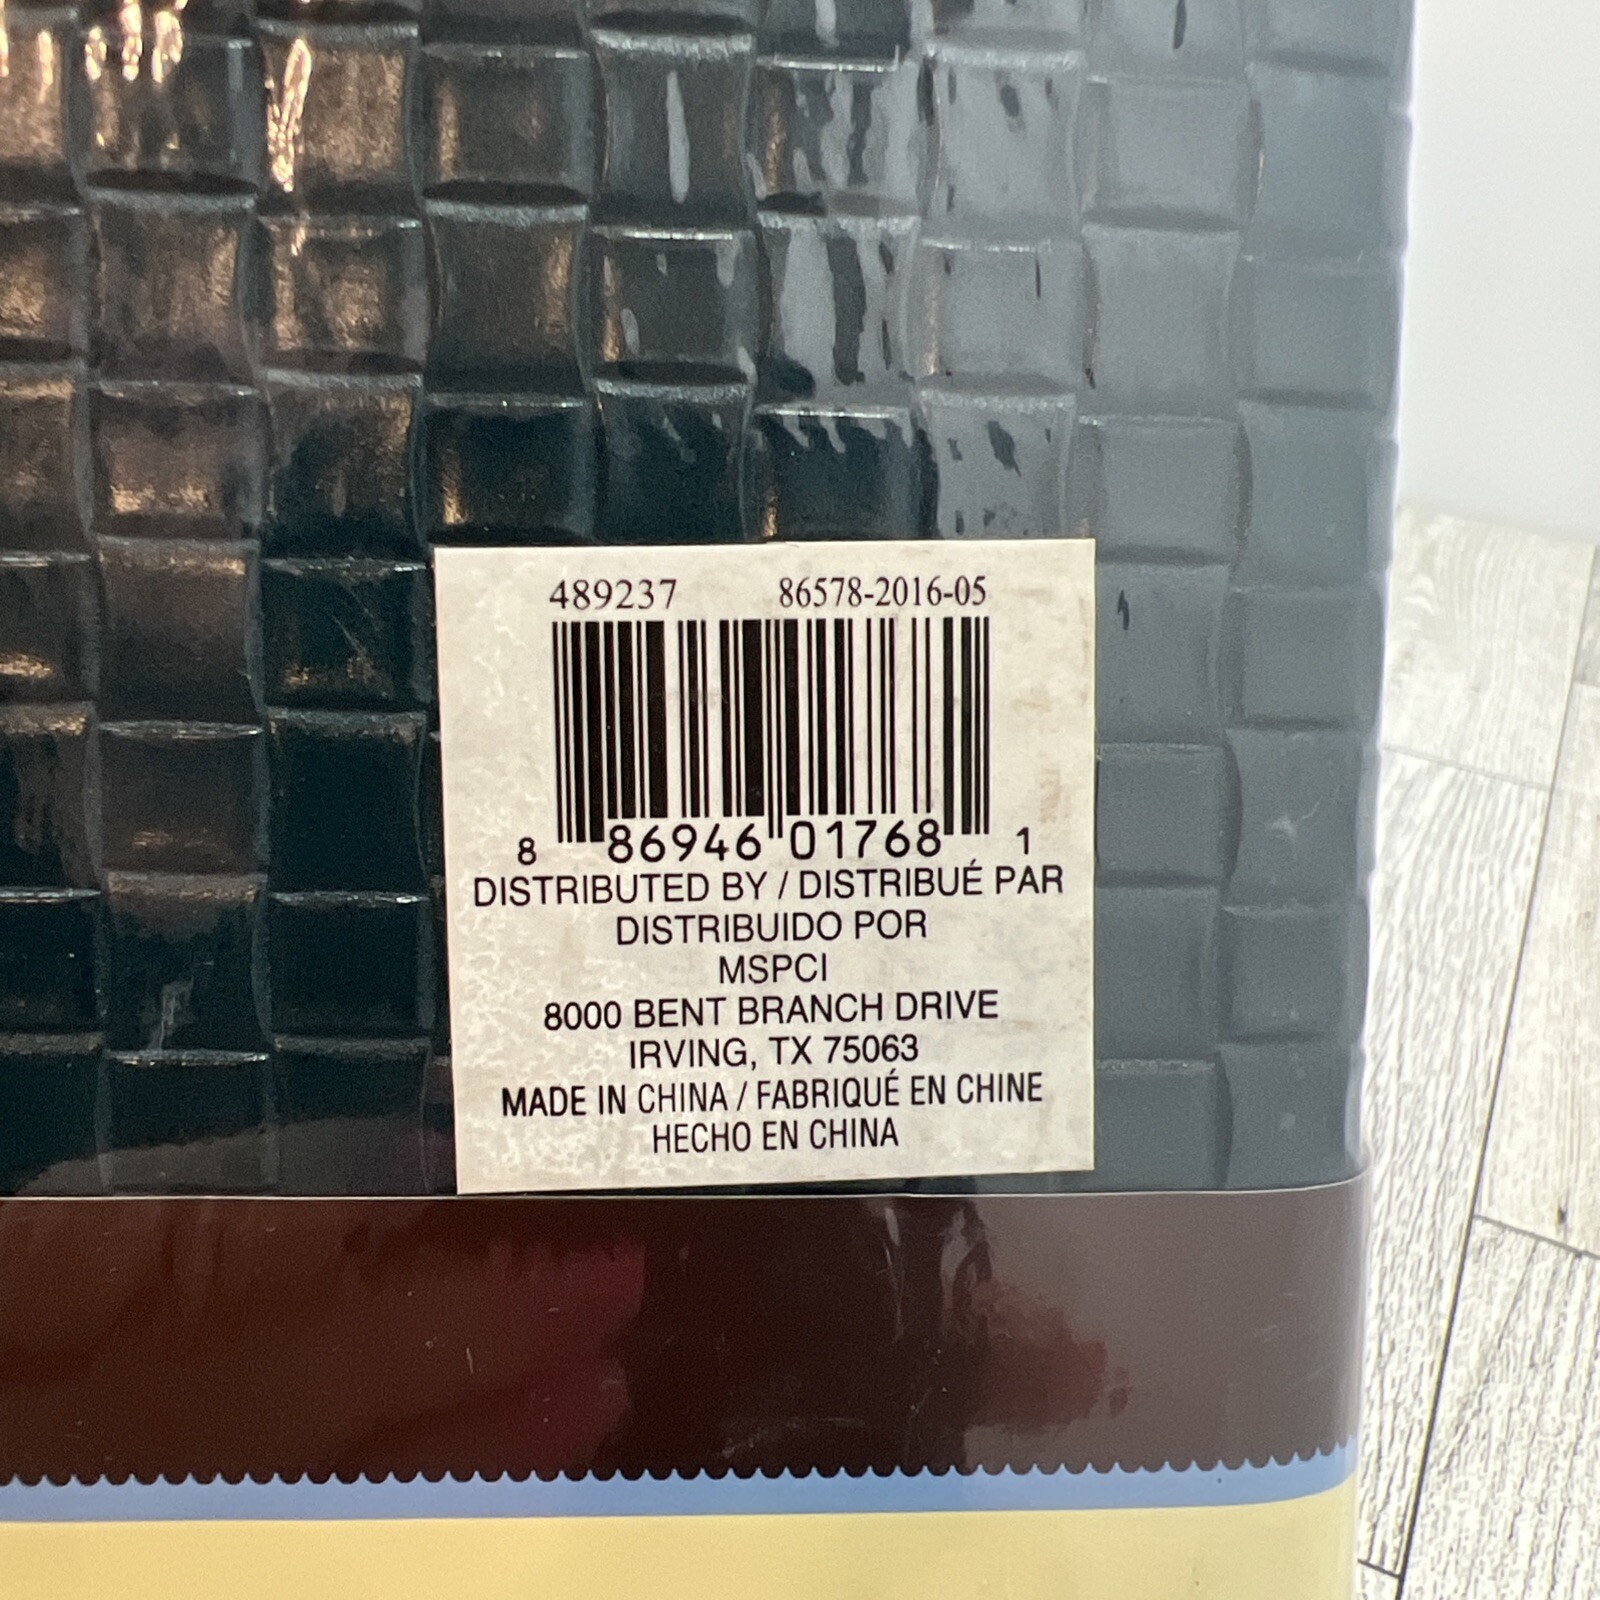 489237 86578-2016-05
8 86946 01768 1
DISTRIBUTED BY / DISTRIBUÉ PAR
DISTRIBUIDO POR
MSPCI
8000 BENT BRANCH DRIVE
IRVING, TX 75063
MADE IN CHINA / FABRIQUÉ EN CHINE
HECHO EN CHINA